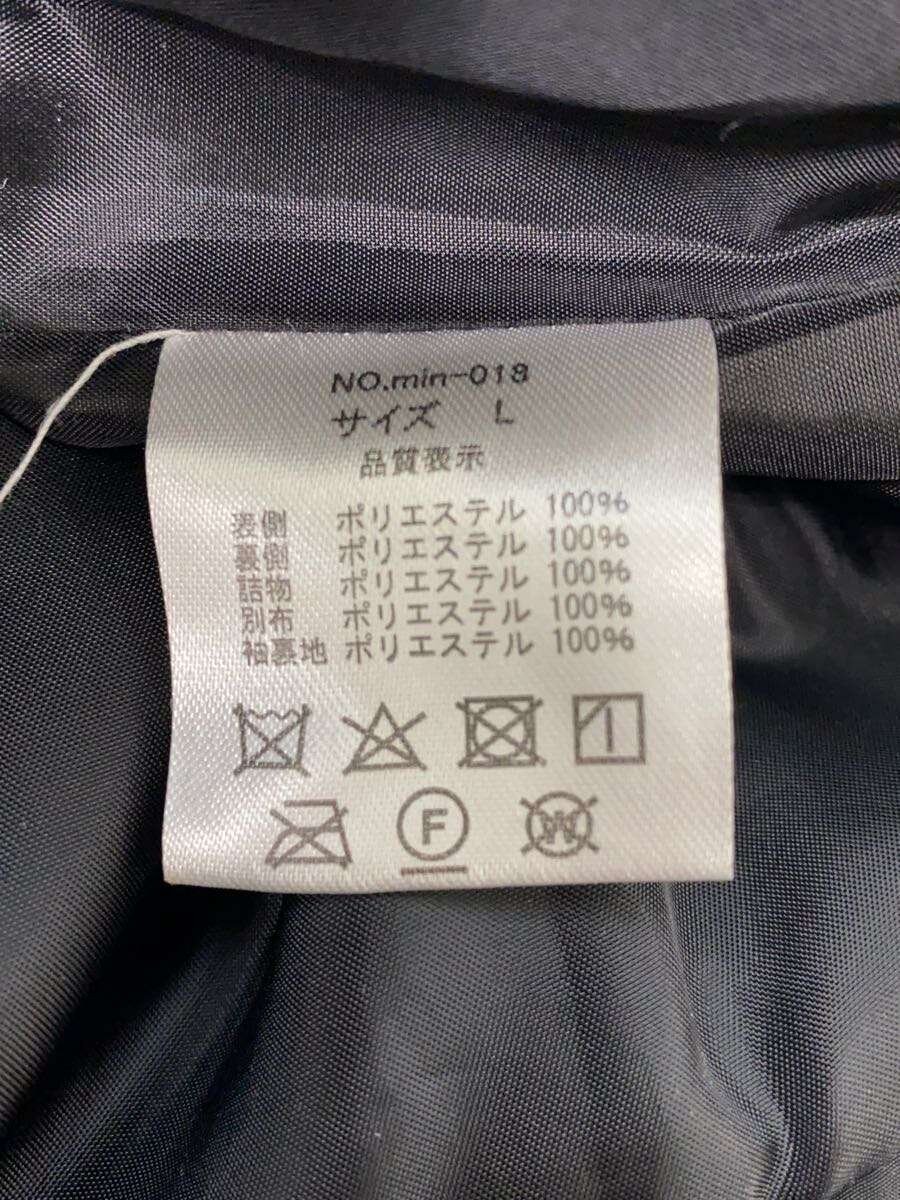 NO.min-018
サイズ L
品質表示
表側 ポリエステル 100%
裏側 ポリエステル 100%
詰物 ポリエステル 100%
別布 ポリエステル 100%
袖裏地 ポリエステル 100%
F W